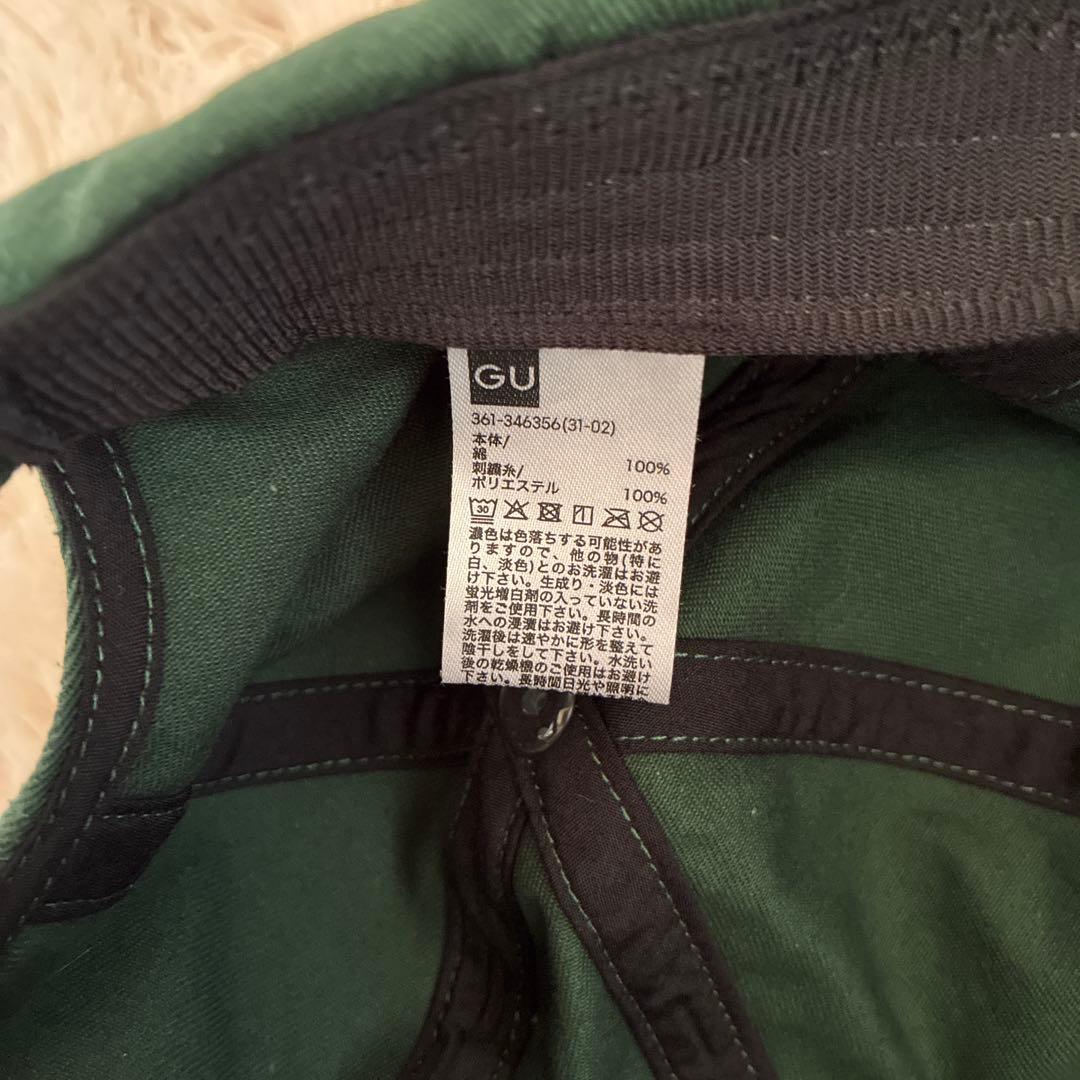 GU
361-346356(31-02)
本体/
綿 100%
刺繍糸/
ポリエステル 100%
30
濃色は色落ちする可能性があ
りますので、他の物(特に
白、淡色)とのお洗濯はお避
け下さい。生成り・淡色には
蛍光増白剤の入っていない洗
剤をご使用下さい。長時間の
水への浸漬はお避け下さい。
洗濯後は速やかに形を整えて
陰干しをして下さい。水洗い
後の乾燥機のご使用はお避け
下さい。長時間日光や照明に